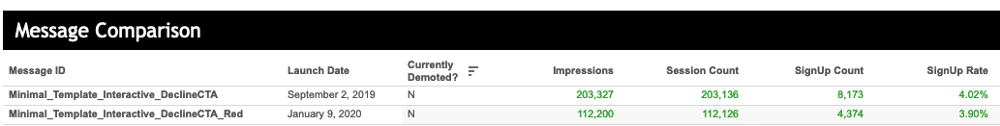 Message Comparison
Message ID Launch Date Currently Demoted? Impressions Session Count SignUp Count SignUp Rate
Minimal_Template_Interactive_DeclineCTA September 2, 2019 N 203,327 203,136 8,173 4.02%
Minimal_Template_Interactive_DeclineCTA_Red January 9, 2020 N 112,200 112,126 4,374 3.90%